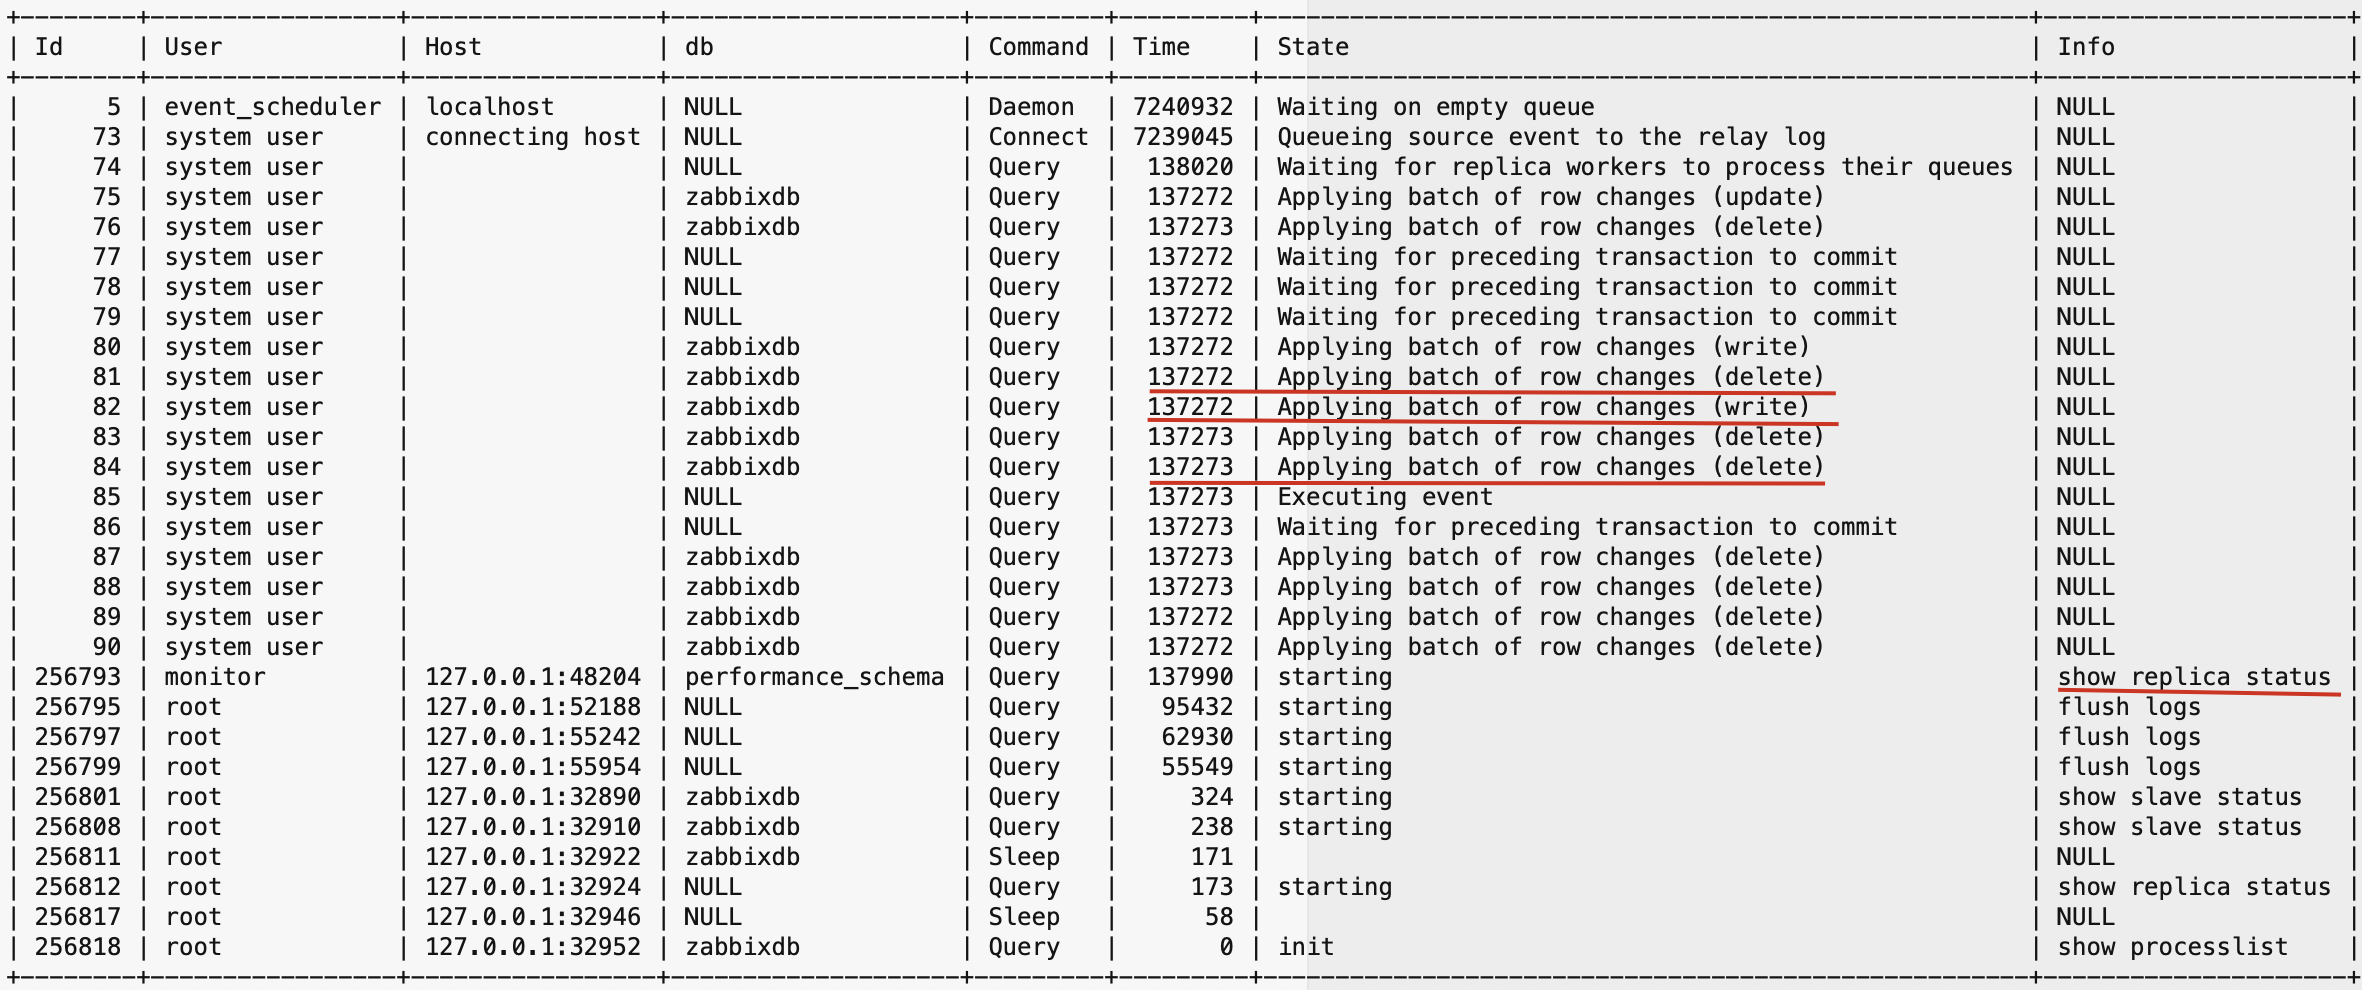 +--------+-----------------+-----------------+--------------------+---------+---------+-----------------------------------------------------+---------------------+
| Id | User | Host | db | Command | Time | State | Info |
+--------+-----------------+-----------------+--------------------+---------+---------+-----------------------------------------------------+---------------------+
| 5 | event_scheduler | localhost | NULL | Daemon | 7240932 | Waiting on empty queue | NULL |
| 73 | system user | connecting host | NULL | Connect | 7239045 | Queueing source event to the relay log | NULL |
| 74 | system user | | NULL | Query | 138020 | Waiting for replica workers to process their queues | NULL |
| 75 | system user | | zabbixdb | Query | 137272 | Applying batch of row changes (update) | NULL |
| 76 | system user | | zabbixdb | Query | 137273 | Applying batch of row changes (delete) | NULL |
| 77 | system user | | NULL | Query | 137272 | Waiting for preceding transaction to commit | NULL |
| 78 | system user | | NULL | Query | 137272 | Waiting for preceding transaction to commit | NULL |
| 79 | system user | | NULL | Query | 137272 | Waiting for preceding transaction to commit | NULL |
| 80 | system user | | zabbixdb | Query | 137272 | Applying batch of row changes (write) | NULL |
| 81 | system user | | zabbixdb | Query | 137272 | Applying batch of row changes (delete) | NULL |
| 82 | system user | | zabbixdb | Query | 137272 | Applying batch of row changes (write) | NULL |
| 83 | system user | | zabbixdb | Query | 137273 | Applying batch of row changes (delete) | NULL |
| 84 | system user | | zabbixdb | Query | 137273 | Applying batch of row changes (delete) | NULL |
| 85 | system user | | NULL | Query | 137273 | Executing event | NULL |
| 86 | system user | | NULL | Query | 137273 | Waiting for preceding transaction to commit | NULL |
| 87 | system user | | zabbixdb | Query | 137273 | Applying batch of row changes (delete) | NULL |
| 88 | system user | | zabbixdb | Query | 137273 | Applying batch of row changes (delete) | NULL |
| 89 | system user | | zabbixdb | Query | 137272 | Applying batch of row changes (delete) | NULL |
| 90 | system user | | zabbixdb | Query | 137272 | Applying batch of row changes (delete) | NULL |
| 256793 | monitor | 127.0.0.1:48204 | performance_schema | Query | 137990 | starting | show replica status |
| 256795 | root | 127.0.0.1:52188 | NULL | Query | 95432 | starting | flush logs |
| 256797 | root | 127.0.0.1:55242 | NULL | Query | 62930 | starting | flush logs |
| 256799 | root | 127.0.0.1:55954 | NULL | Query | 55549 | starting | flush logs |
| 256801 | root | 127.0.0.1:32890 | zabbixdb | Query | 324 | starting | show slave status |
| 256808 | root | 127.0.0.1:32910 | zabbixdb | Query | 238 | starting | show slave status |
| 256811 | root | 127.0.0.1:32922 | zabbixdb | Sleep | 171 | | NULL |
| 256812 | root | 127.0.0.1:32924 | NULL | Query | 173 | starting | show replica status |
| 256817 | root | 127.0.0.1:32946 | NULL | Sleep | 58 | | NULL |
| 256818 | root | 127.0.0.1:32952 | zabbixdb | Query | 0 | init | show processlist |
+--------+-----------------+-----------------+--------------------+---------+---------+-----------------------------------------------------+---------------------+